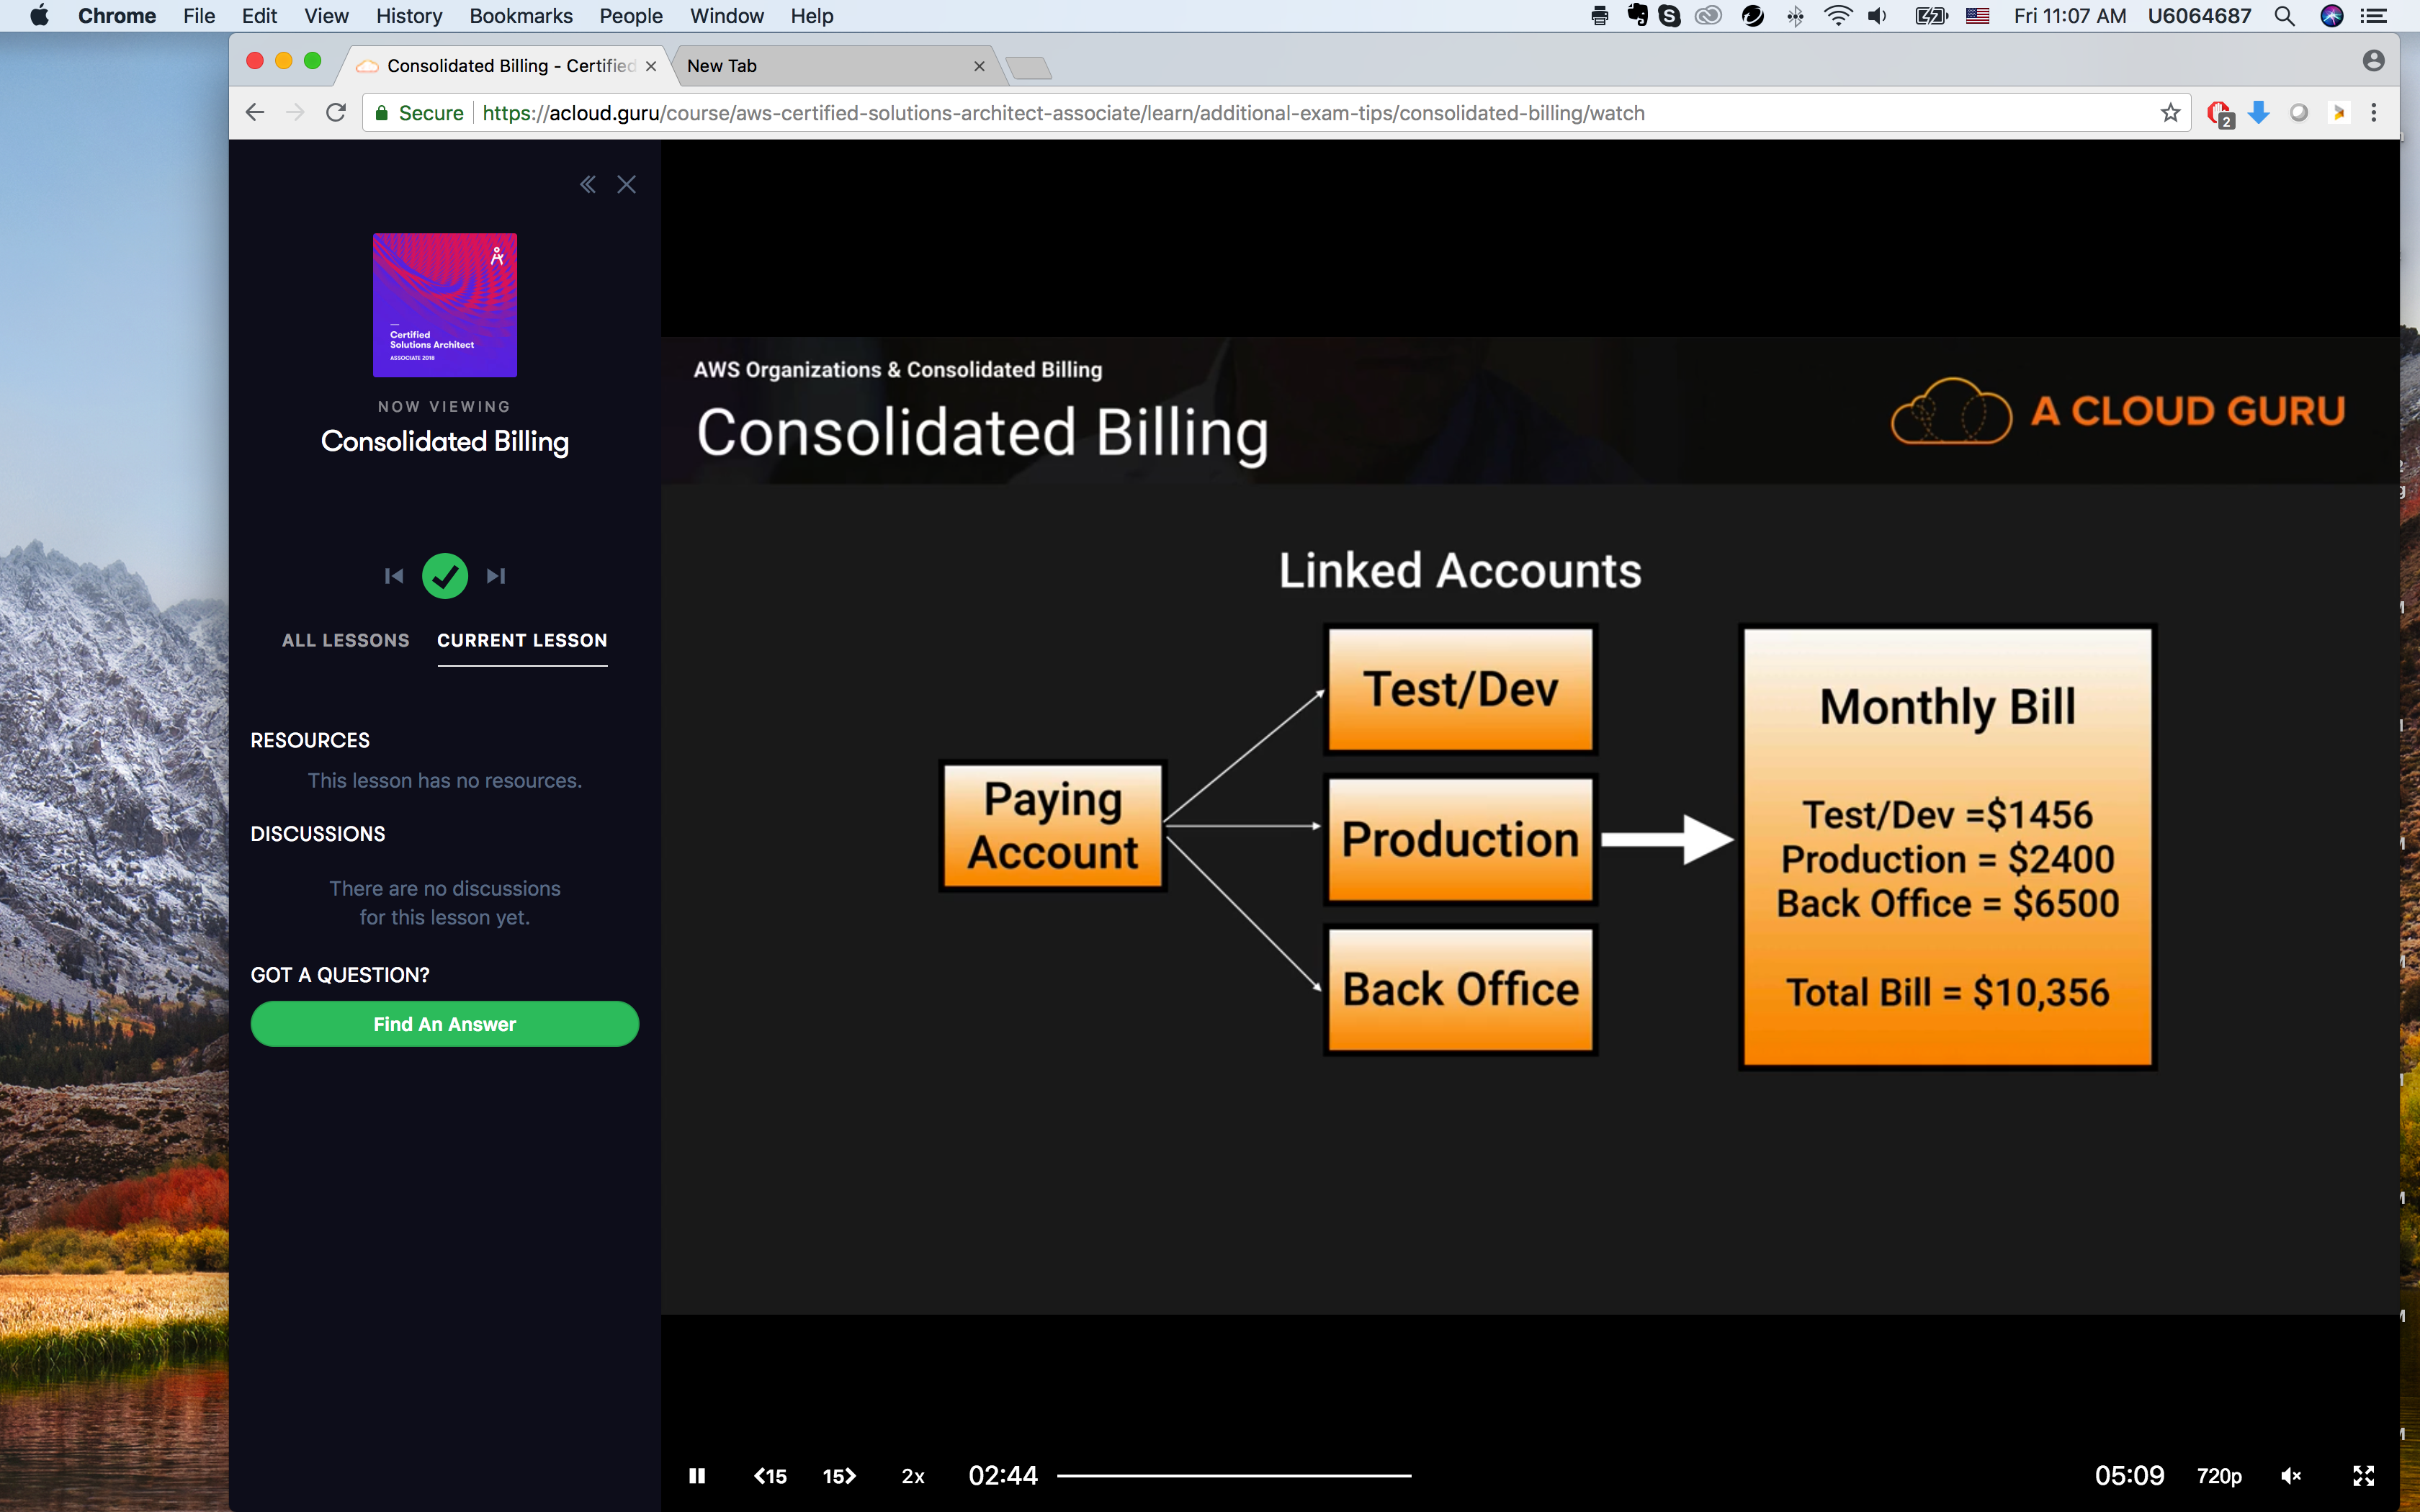 Chrome File Edit View History Bookmarks People Window Help
Fri 11:07 AM U6064687
Consolidated Billing - Certified
New Tab
Secure https://acloud.guru/course/aws-certified-solutions-architect-associate/learn/additional-exam-tips/consolidated-billing/watch
2
Certified
Solutions Architect
ASSOCIATE 2018
NOW VIEWING
Consolidated Billing
ALL LESSONS CURRENT LESSON
RESOURCES
This lesson has no resources.
DISCUSSIONS
There are no discussions
for this lesson yet.
GOT A QUESTION?
Find An Answer
AWS Organizations & Consolidated Billing
Consolidated Billing
A CLOUD GURU
Linked Accounts
Paying
Account
Test/Dev
Production
Back Office
Monthly Bill
Test/Dev =$1456
Production = $2400
Back Office = $6500
Total Bill = $10,356
15 15 2x 02:44 05:09 720p